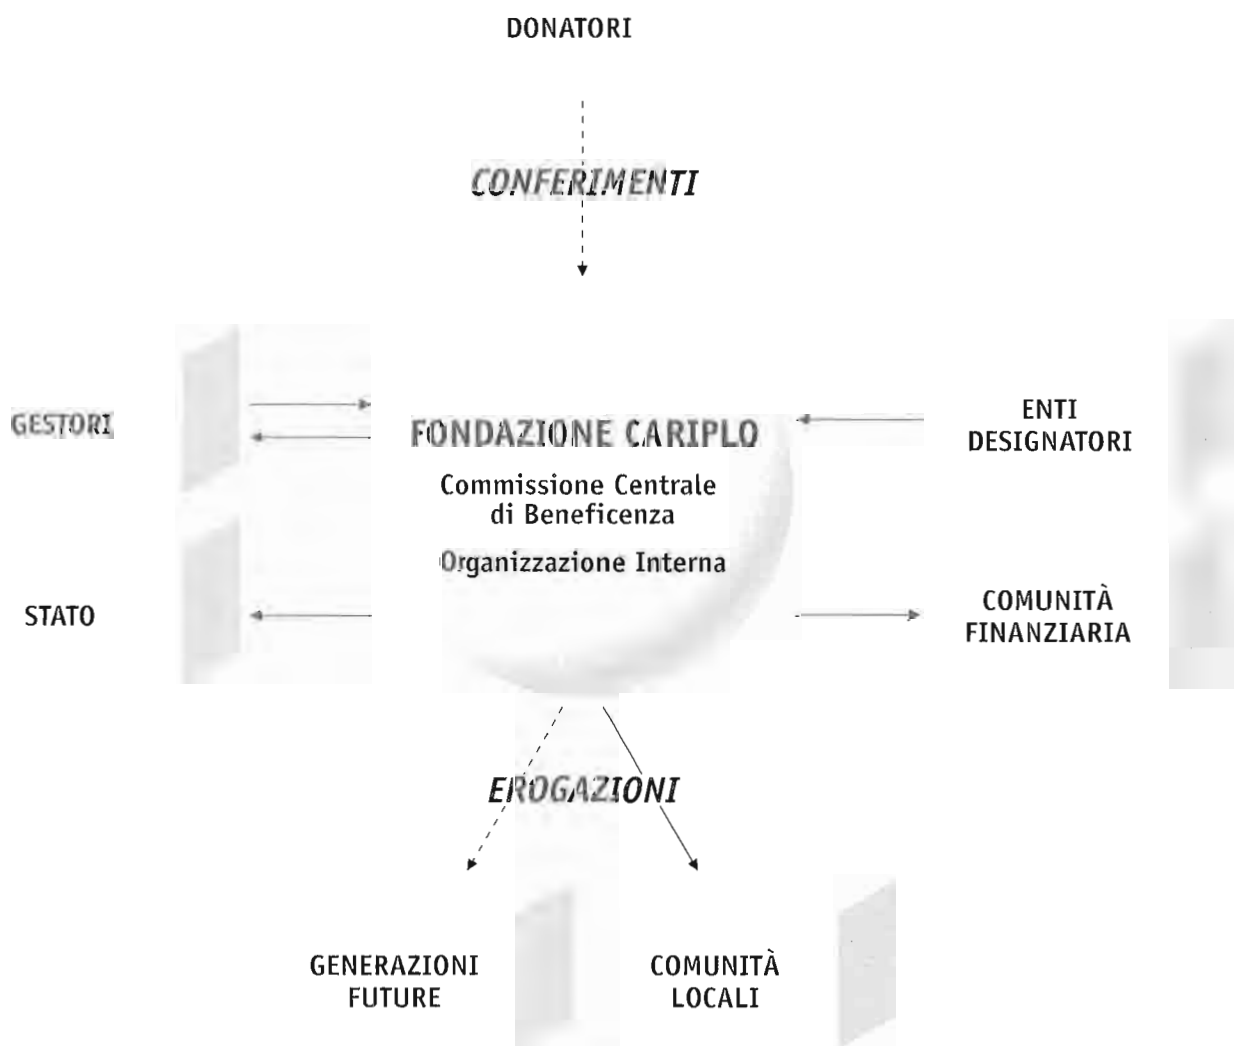 DONATORI
CONFERIMENTI
GESTORI
FONDAZIONE CARIPLO
Commissione Centrale
di Beneficenza
Organizzazione Interna
ENTI
DESIGNATORI
STATO
COMUNITÀ
FINANZIARIA
EROGAZIONI
GENERAZIONI
FUTURE
COMUNITÀ
LOCALI